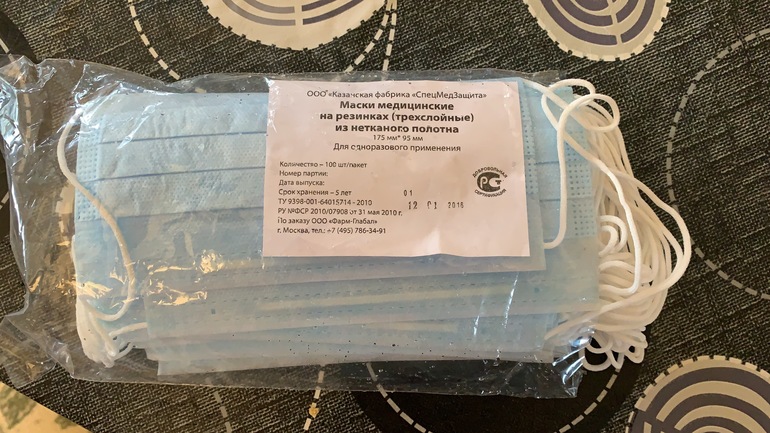 ООО «Казанская фабрика «СпецМедЗащита»
Маски медицинские
на резинках (трехслойные)
из нетканого полотна
175 мм* 95 мм
Для одноразового применения
Количество – 100 шт/пакет
Номер партии: 01
Дата выпуска: 12 01 2016
Срок хранения – 5 лет
ТУ 9398-001-64015714 - 2010
РУ №ФСР 2010/07908 от 31 мая 2010 г.
По заказу ООО «Фарм-Глабал»
г. Москва, тел.: +7 (495) 786-34-91
ДОБРОВОЛЬНАЯ
СЕРТИФИКАЦИЯ